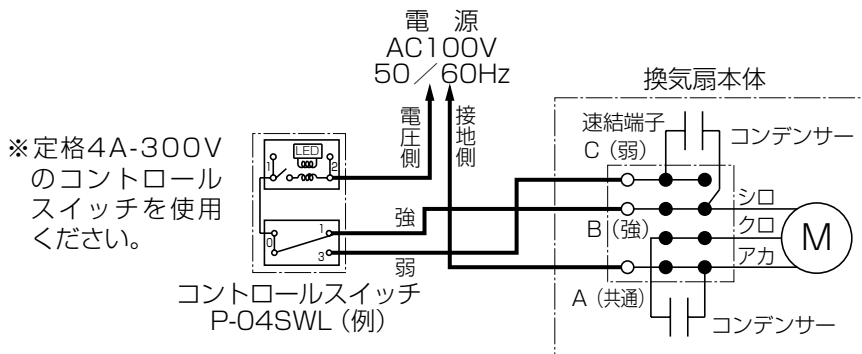 電 源
AC100V
50／60Hz
電圧側
接地側
※定格4A-300V
のコントロール
スイッチを使用
ください。
LED
1
2
0
1
3
強
弱
コントロールスイッチ
P-04SWL（例）
換気扇本体
速結端子
C（弱）
コンデンサー
B（強）
シロ
クロ
アカ
M
A（共通）
コンデンサー